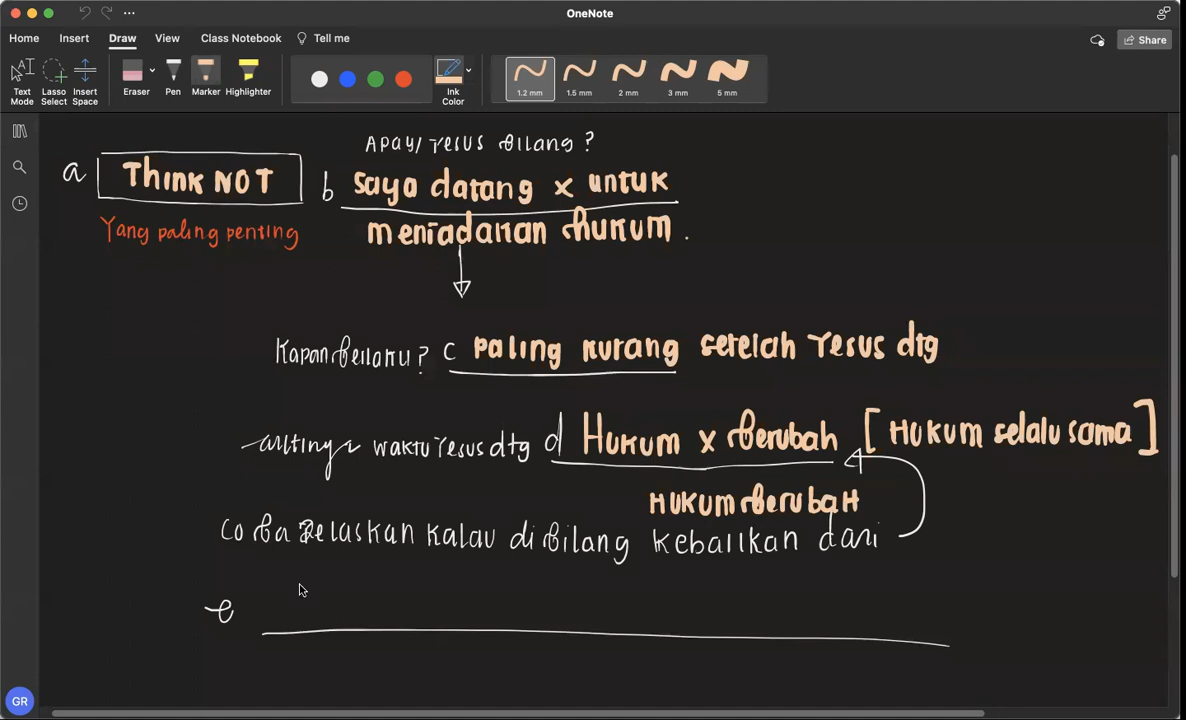 OneNote
Home Insert Draw View Class Notebook Tell me Share
Text Mode Lasso Select Insert Space Eraser Pen Marker Highlighter Ink Color 1.2 mm 1.5 mm 2 mm 3 mm 5 mm
Apa yg Yesus bilang ?
a Think NOT b saya datang x untuk
Yang paling penting meniadakan hukum .
Kapan berlaku ? c paling kurang setelah Yesus dtg
artinya waktu Yesus dtg d Hukum x berubah [ Hukum selalu sama ]
HUKUM berubah
coba jelaskan kalau dibilang kebalikan dari
e
GR